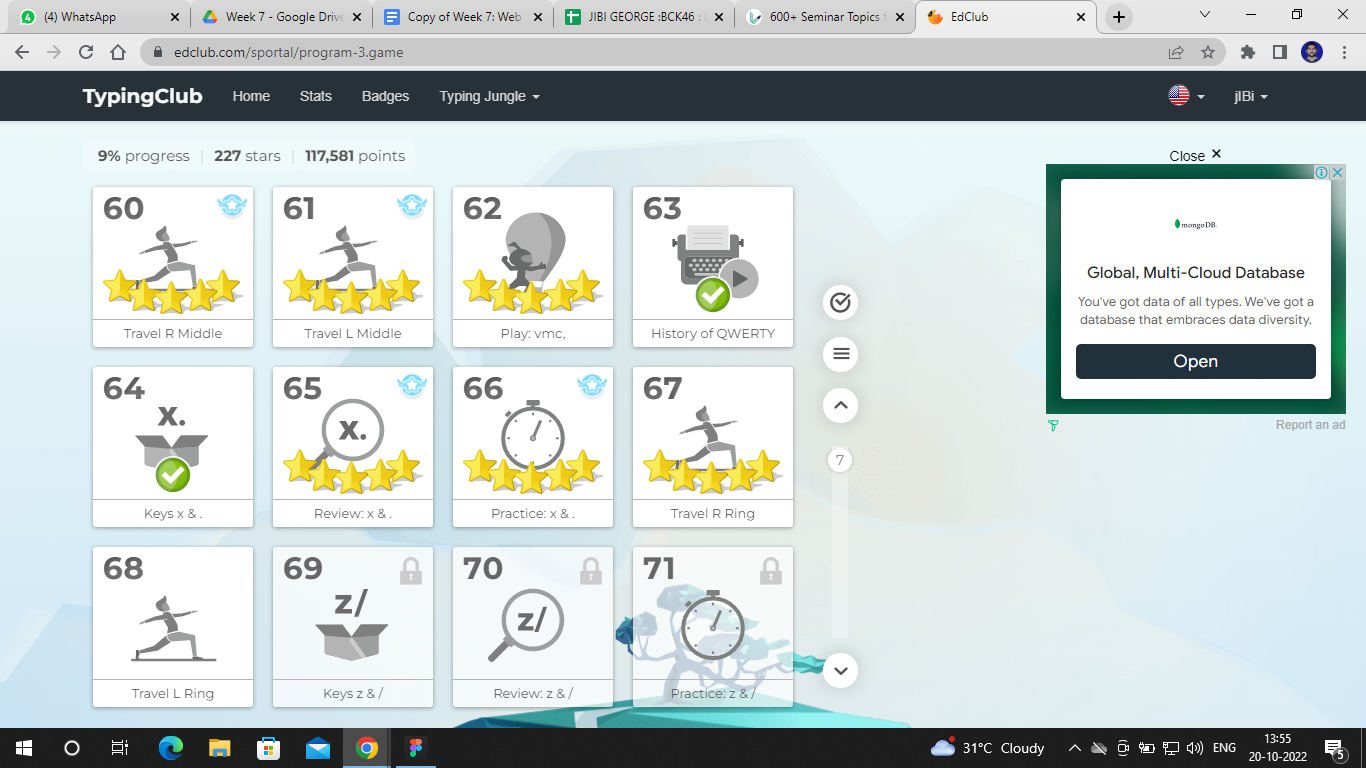 (4) WhatsApp
Week 7 - Google Drive
Copy of Week 7: Web
JIBI GEORGE :BCK46 :
600+ Seminar Topics f
EdClub
edclub.com/sportal/program-3.game
TypingClub Home Stats Badges Typing Jungle jIBi
9% progress | 227 stars | 117,581 points
Close ✕
60 61 62 63
Travel R Middle Travel L Middle Play: vmc, History of QWERTY
mongoDB.
Global, Multi-Cloud Database
You've got data of all types. We've got a
database that embraces data diversity.
Open
Report an ad
64 65 66 67
x. x.
Keys x & . Review: x & . Practice: x & . Travel R Ring
7
68 69 70 71
z/ z/
Travel L Ring Keys z & / Review: z & / Practice: z & /
31°C Cloudy ENG
13:55
20-10-2022
5